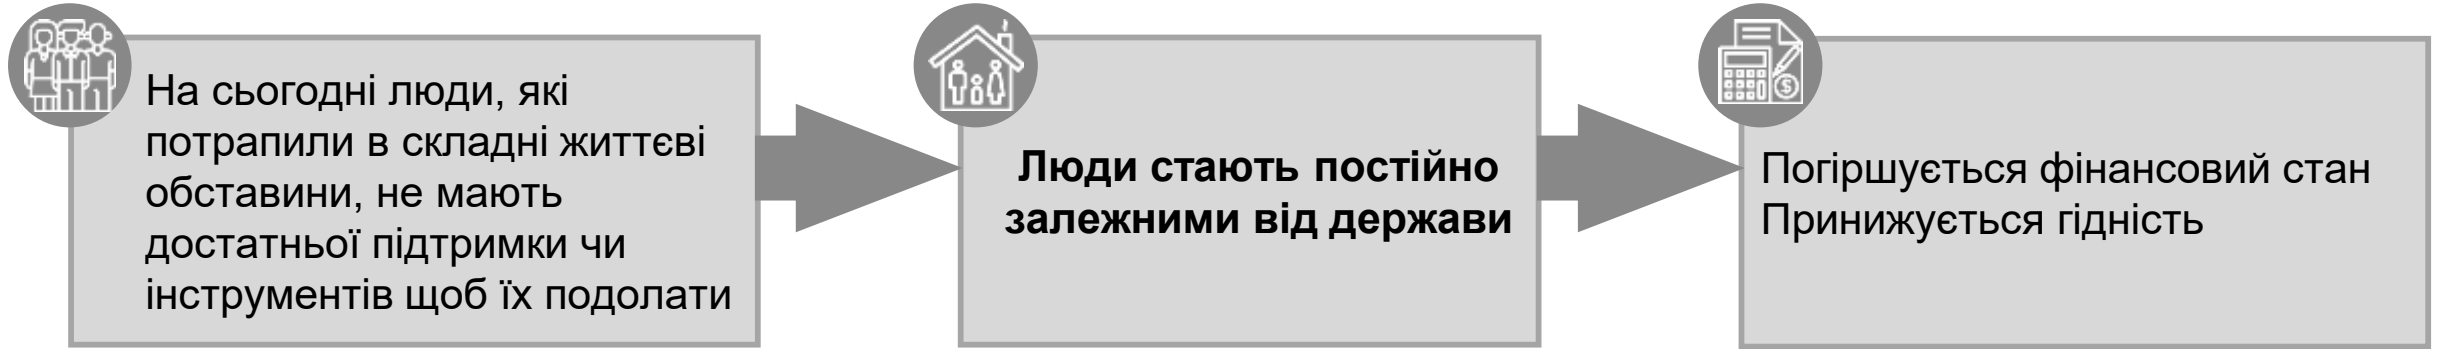 На сьогодні люди, які
потрапили в складні життєві
обставини, не мають
достатньої підтримки чи
інструментів щоб їх подолати
Люди стають постійно
залежними від держави
Погіршується фінансовий стан
Принижується гідність